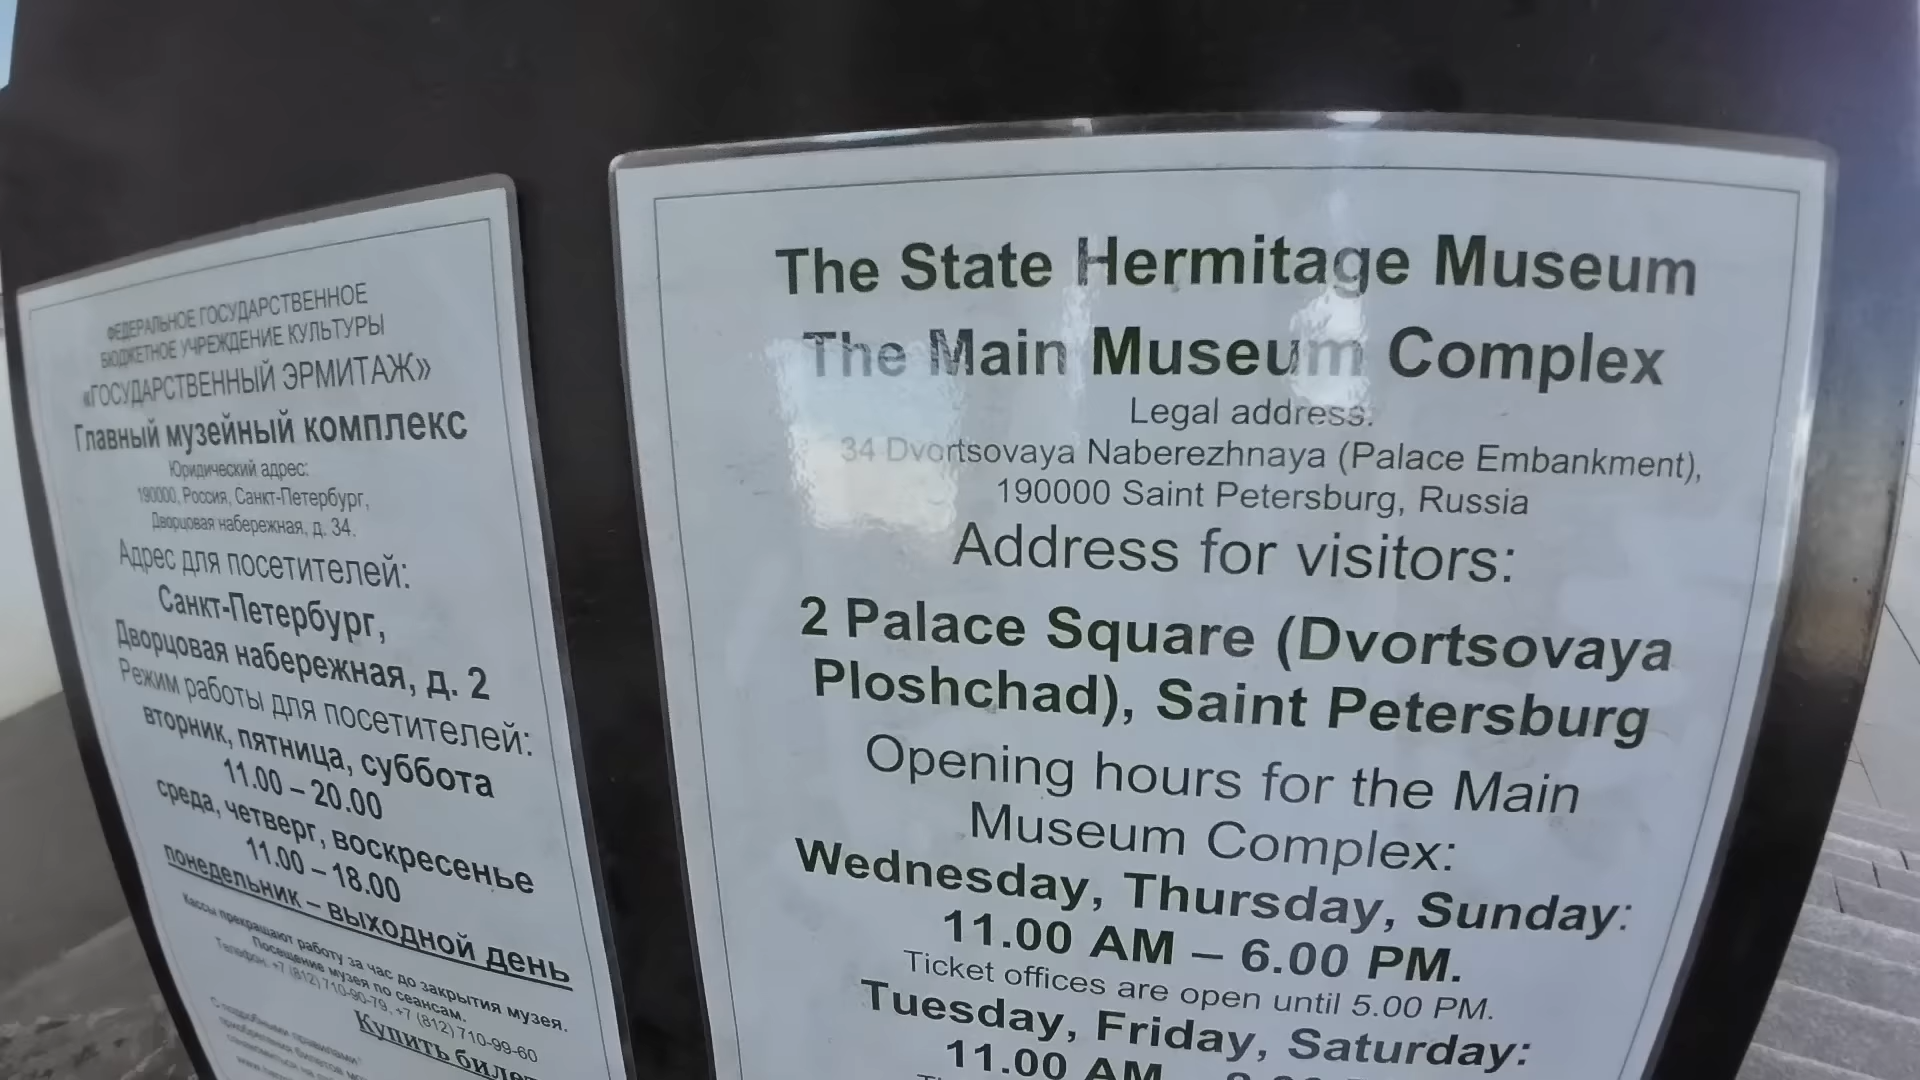 ФЕДЕРАЛЬНОЕ ГОСУДАРСТВЕННОЕ
БЮДЖЕТНОЕ УЧРЕЖДЕНИЕ КУЛЬТУРЫ
«ГОСУДАРСТВЕННЫЙ ЭРМИТАЖ»
Главный музейный комплекс
Юридический адрес:
190000, Россия, Санкт-Петербург,
Дворцовая набережная, д. 34.
Адрес для посетителей:
Санкт-Петербург,
Дворцовая набережная, д. 2
Режим работы для посетителей:
вторник, пятница, суббота
11.00 – 20.00
среда, четверг, воскресенье
11.00 – 18.00
понедельник – выходной день
Кассы прекращают работу за час до закрытия музея.
Посещение музея по сеансам.
Телефон: +7 (812) 710-90-79, +7 (812) 710-99-60
Купить
С подробными правилами
приобретения билетов
The State Hermitage Museum
The Main Museum Complex
Legal address:
34 Dvortsovaya Naberezhnaya (Palace Embankment),
190000 Saint Petersburg, Russia
Address for visitors:
2 Palace Square (Dvortsovaya
Ploshchad), Saint Petersburg
Opening hours for the Main
Museum Complex:
Wednesday, Thursday, Sunday:
11.00 AM – 6.00 PM.
Ticket offices are open until 5.00 PM.
Tuesday, Friday, Saturday:
11.00 AM